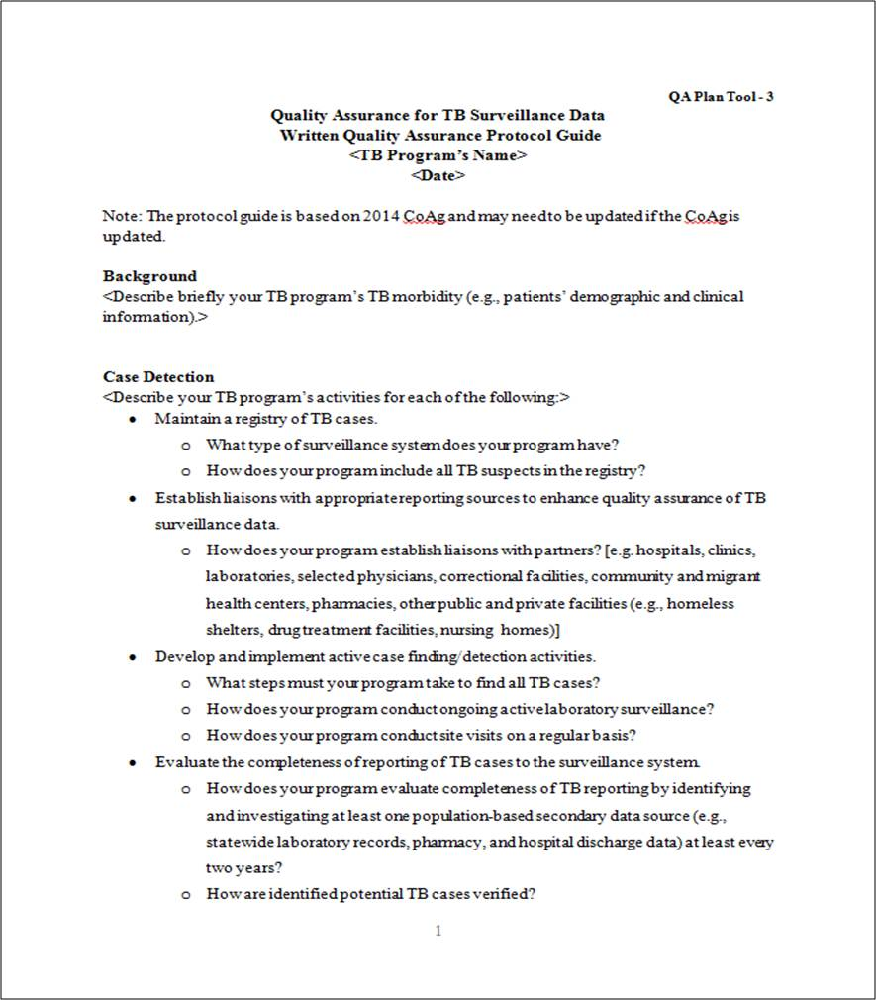 QA Plan Tool - 3
Quality Assurance for TB Surveillance Data
Written Quality Assurance Protocol Guide
<TB Program’s Name>
<Date>
Note: The protocol guide is based on 2014 CoAg and may need to be updated if the CoAg is
updated.
Background
<Describe briefly your TB program’s TB morbidity (e.g., patients’ demographic and clinical
information).>
Case Detection
<Describe your TB program’s activities for each of the following:>
• Maintain a registry of TB cases.
o What type of surveillance system does your program have?
o How does your program include all TB suspects in the registry?
• Establish liaisons with appropriate reporting sources to enhance quality assurance of TB
surveillance data.
o How does your program establish liaisons with partners? [e.g. hospitals, clinics,
laboratories, selected physicians, correctional facilities, community and migrant
health centers, pharmacies, other public and private facilities (e.g., homeless
shelters, drug treatment facilities, nursing homes)]
• Develop and implement active case finding/detection activities.
o What steps must your program take to find all TB cases?
o How does your program conduct ongoing active laboratory surveillance?
o How does your program conduct site visits on a regular basis?
• Evaluate the completeness of reporting of TB cases to the surveillance system.
o How does your program evaluate completeness of TB reporting by identifying
and investigating at least one population-based secondary data source (e.g.,
statewide laboratory records, pharmacy, and hospital discharge data) at least every
two years?
o How are identified potential TB cases verified?
1